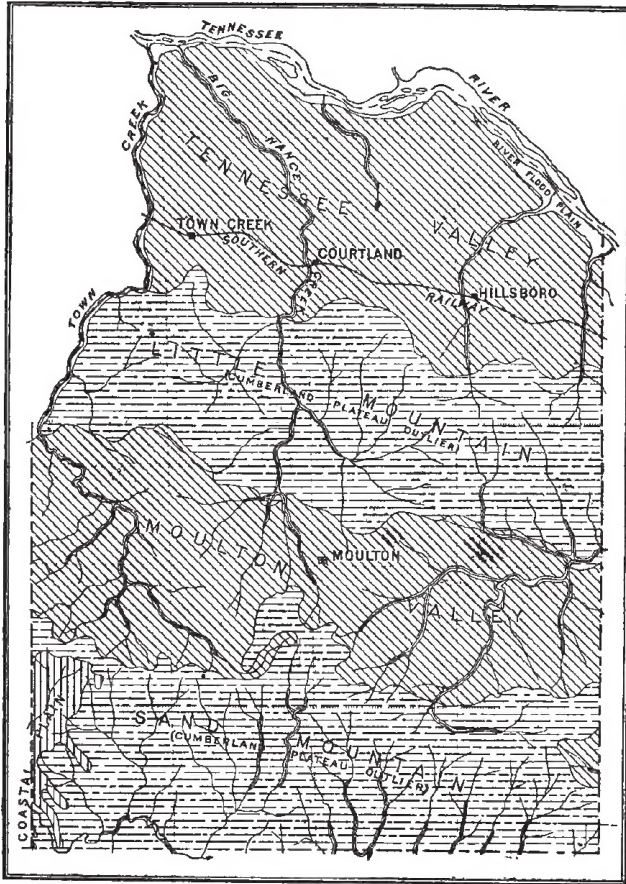 TENNESSEE
RIVER
RIVER FLOOD PLAIN
TOWN CREEK
BIG NANCE CREEK
TENNESSEE VALLEY
TOWN CREEK
SOUTHERN RAILWAY
COURTLAND
HILLSBORO
LITTLE MOUNTAIN
(CUMBERLAND PLATEAU OUTLIER)
MOULTON VALLEY
MOULTON
SAND MOUNTAIN
(CUMBERLAND PLATEAU OUTLIER)
COASTAL PLAIN